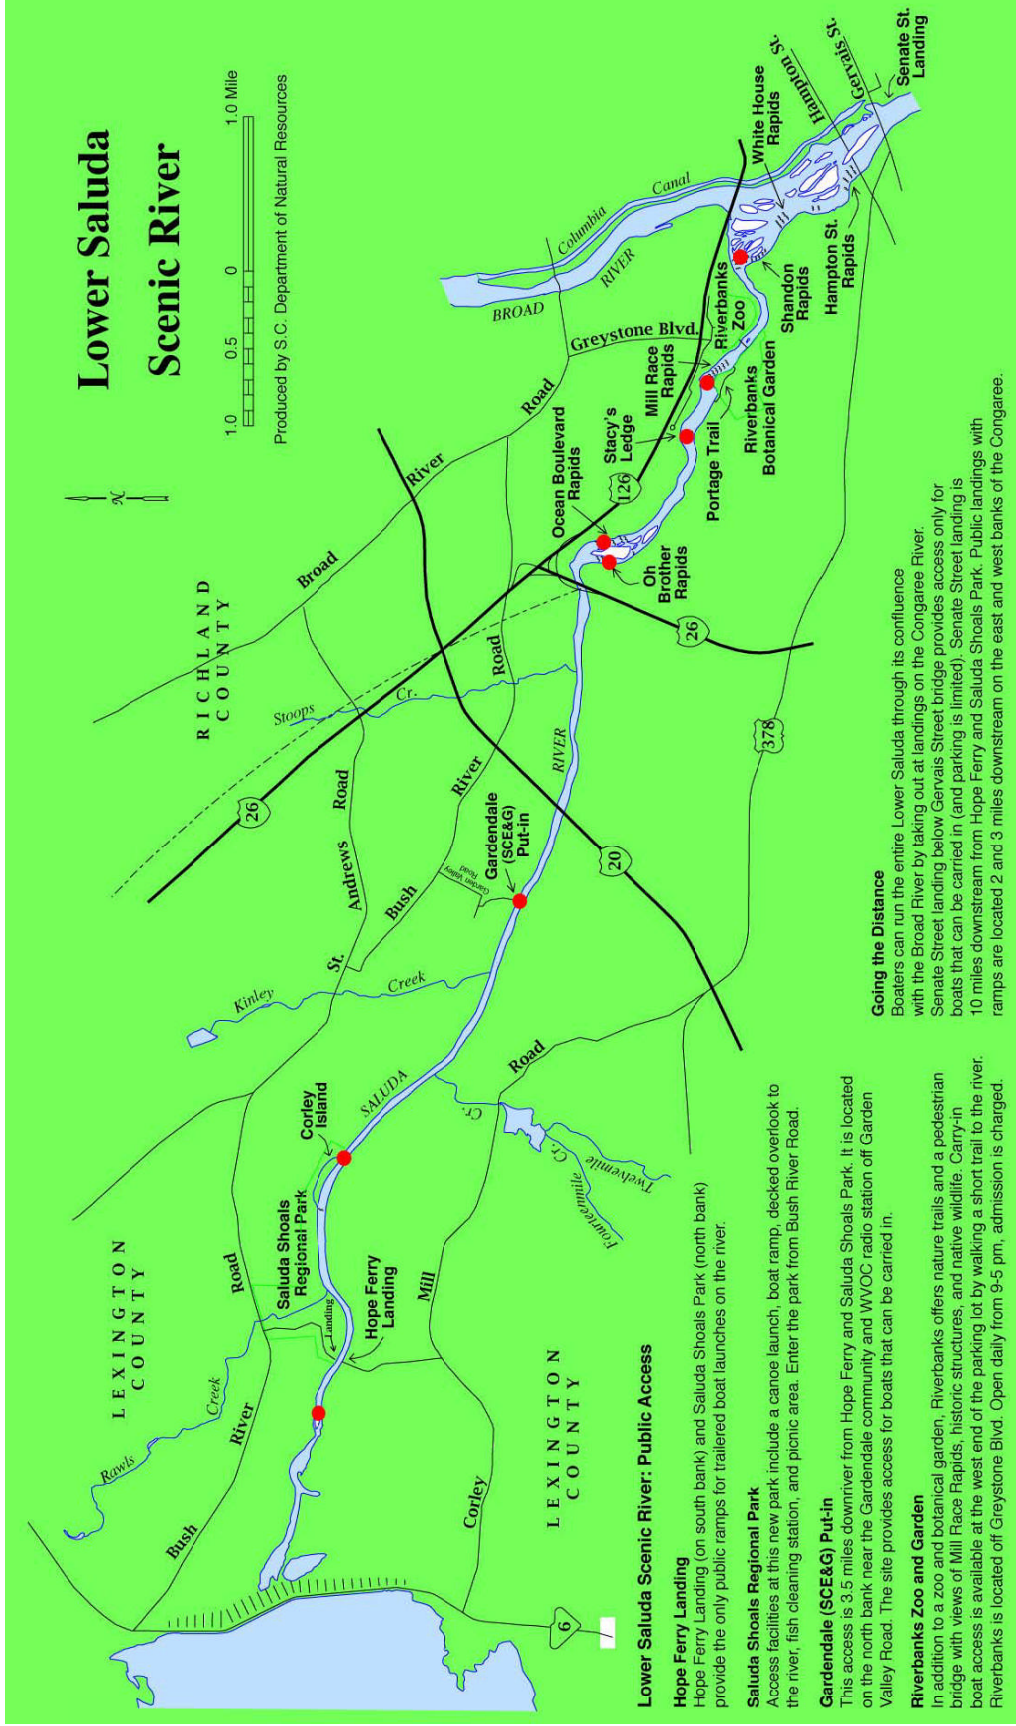 Lower Saluda
Scenic River
1.0
0.5
0
1.0 Mile
Produced by S.C. Department of Natural Resources
N
RICHLAND
COUNTY
LEXINGTON
COUNTY
Rawls
Creek
Bush
River
Road
Saluda Shoals
Regional Park
Corley
Island
Landing
Hope Ferry
Landing
Kinley
Creek
St.
Andrews
Road
Bush
River
Road
26
Stoops
Cr.
Broad
River
Road
Garden Valley
Road
Gardendale
(SCE&G)
Put-in
SALUDA
RIVER
Ocean Boulevard
Rapids
126
Stacy's
Ledge
Mill Race
Rapids
Greystone Blvd.
BROAD
RIVER
Columbia
Canal
Riverbanks
Zoo
White House
Rapids
Hampton St.
Gervais St.
Senate St.
Landing
Oh
Brother
Rapids
Portage Trail
Riverbanks
Botanical Garden
Shandon
Rapids
Hampton St.
Rapids
26
20
378
Corley
Mill
Road
Cr.
Fourteenmile
Cr.
Twelvemile
LEXINGTON
COUNTY
6
Lower Saluda Scenic River: Public Access
Hope Ferry Landing
Hope Ferry Landing (on south bank) and Saluda Shoals Park (north bank)
provide the only public ramps for trailered boat launches on the river.
Saluda Shoals Regional Park
Access facilities at this new park include a canoe launch, boat ramp, decked overlook to
the river, fish cleaning station, and picnic area. Enter the park from Bush River Road.
Gardendale (SCE&G) Put-in
This access is 3.5 miles downriver from Hope Ferry and Saluda Shoals Park. It is located
on the north bank near the Gardendale community and WVOC radio station off Garden
Valley Road. The site provides access for boats that can be carried in.
Riverbanks Zoo and Garden
In addition to a zoo and botanical garden, Riverbanks offers nature trails and a pedestrian
bridge with views of Mill Race Rapids, historic structures, and native wildlife. Carry-in
boat access is available at the west end of the parking lot by walking a short trail to the river.
Riverbanks is located off Greystone Blvd. Open daily from 9-5 pm, admission is charged.
Going the Distance
Boaters can run the entire Lower Saluda through its confluence
with the Broad River by taking out at landings on the Congaree River.
Senate Street landing below Gervais Street bridge provides access only for
boats that can be carried in (and parking is limited). Senate Street landing is
10 miles downstream from Hope Ferry and Saluda Shoals Park. Public landings with
ramps are located 2 and 3 miles downstream on the east and west banks of the Congaree.